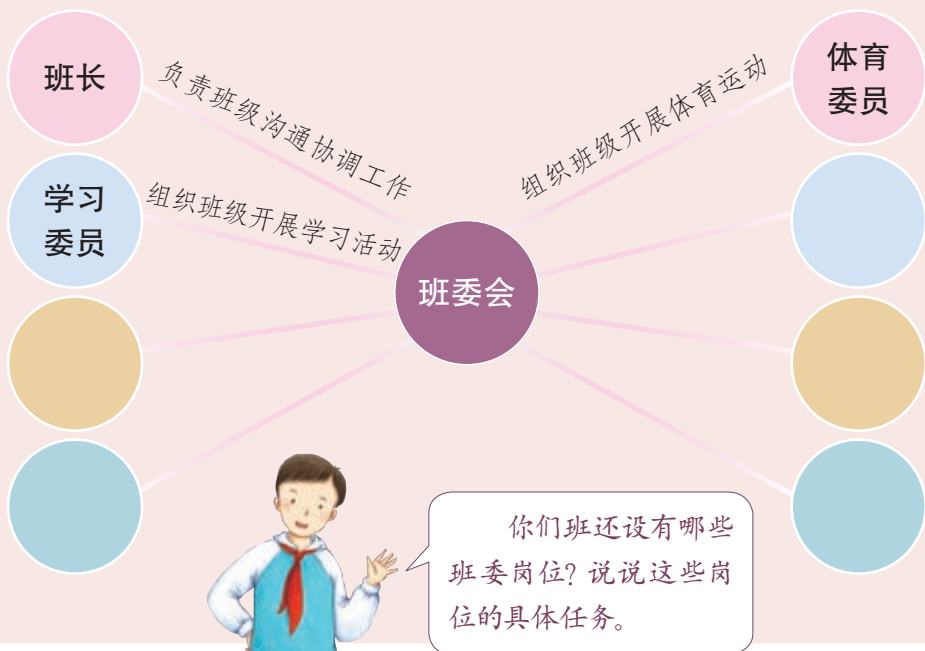 班长
负责班级沟通协调工作
学习
委员
组织班级开展学习活动
班委会
组织班级开展体育运动
体育
委员
你们班还设有哪些
班委岗位？说说这些岗
位的具体任务。